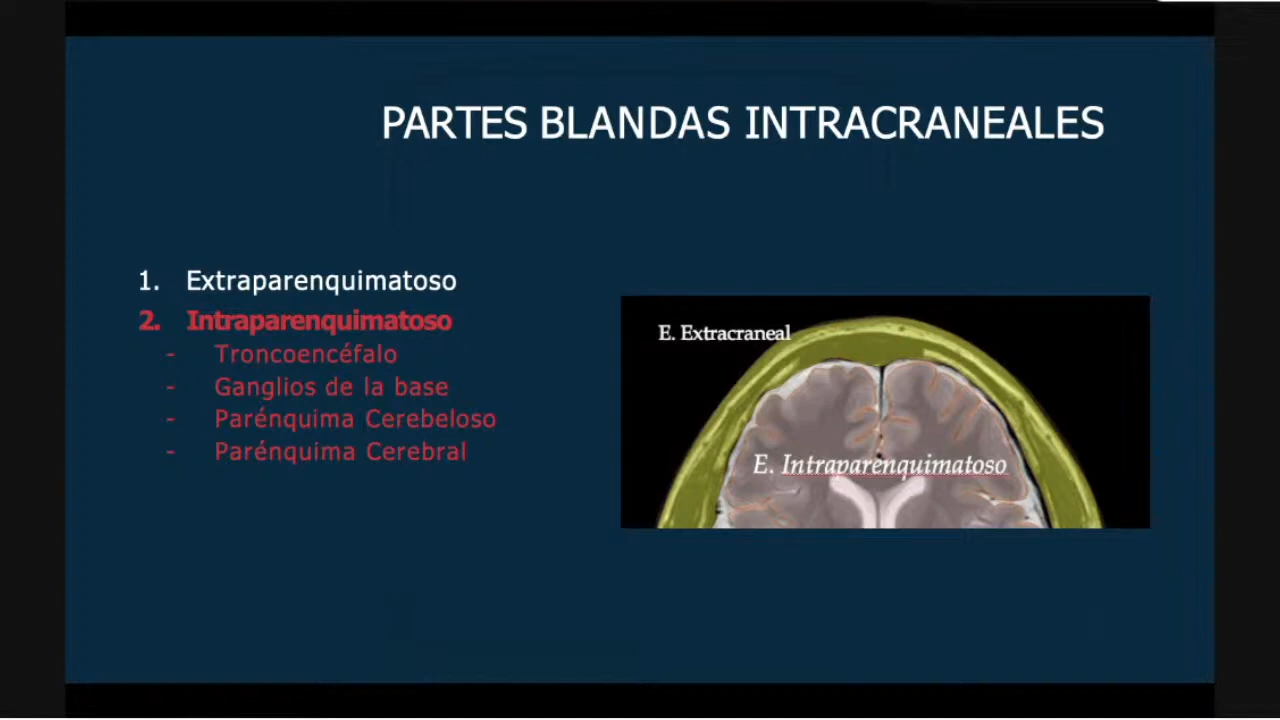 PARTES BLANDAS INTRACRANEALES
1. Extraparenquimatoso
2. Intraparenquimatoso
- Troncoencéfalo
- Ganglios de la base
- Parénquima Cerebeloso
- Parénquima Cerebral
E. Extracraneal
E. Intraparenquimatoso